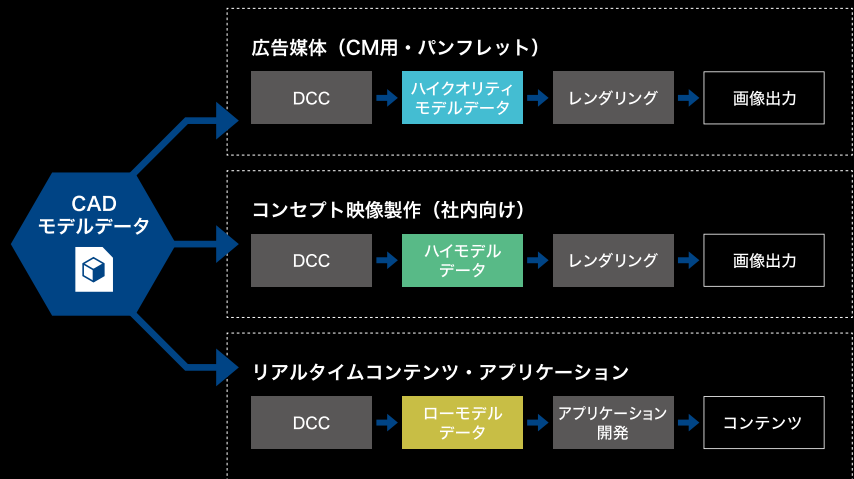 CAD
モデルデータ
広告媒体（CM用・パンフレット）
DCC
ハイクオリティ
モデルデータ
レンダリング
画像出力
コンセプト映像製作（社内向け）
DCC
ハイモデル
データ
レンダリング
画像出力
リアルタイムコンテンツ・アプリケーション
DCC
ローモデル
データ
アプリケーション
開発
コンテンツ